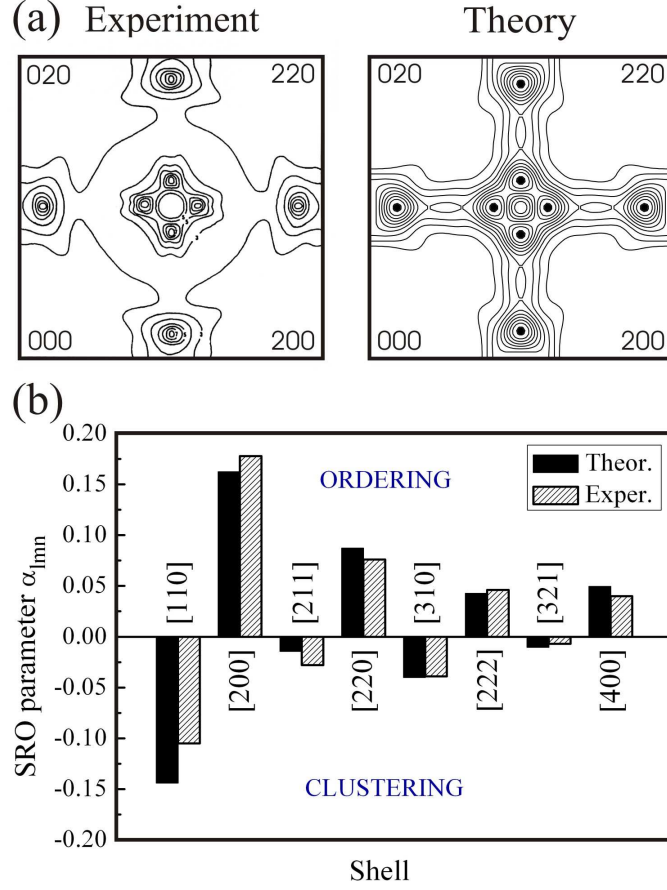 (a) Experiment Theory
020 220 020 220
000 200 000 200
(b)
0.20
0.15
0.10
0.05
0.00
-0.05
-0.10
-0.15
-0.20
SRO parameter αlmn
ORDERING
Theor.
Exper.
[110] [211] [310] [321]
[200] [220] [222] [400]
CLUSTERING
Shell